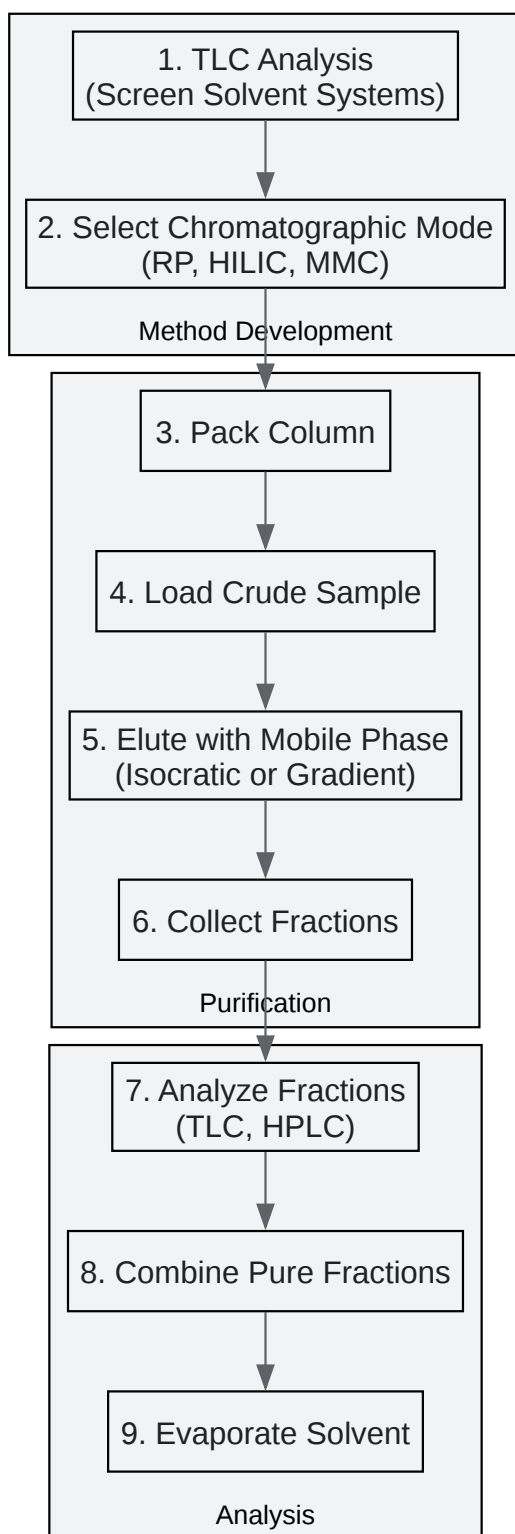 1. TLC Analysis
(Screen Solvent Systems)
2. Select Chromatographic Mode
(RP, HILIC, MMC)
Method Development
3. Pack Column
4. Load Crude Sample
5. Elute with Mobile Phase
(Isocratic or Gradient)
6. Collect Fractions
Purification
7. Analyze Fractions
(TLC, HPLC)
8. Combine Pure Fractions
9. Evaporate Solvent
Analysis